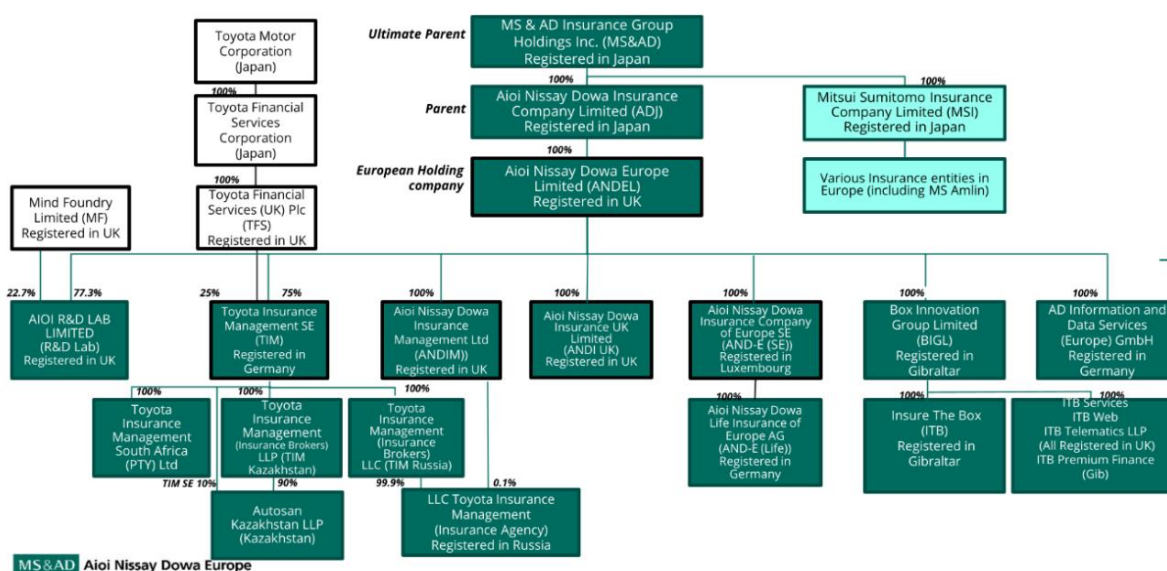 Ultimate Parent
MS & AD Insurance Group
Holdings Inc. (MS&AD)
Registered in Japan
Toyota Motor
Corporation
(Japan)
100%
100%
100%
Toyota Financial
Services
Corporation
(Japan)
Parent
Aioi Nissay Dowa Insurance
Company Limited (ADJ)
Registered in Japan
Mitsui Sumitomo Insurance
Company Limited (MSI)
Registered in Japan
100%
100%
European Holding
company
Aioi Nissay Dowa Europe
Limited (ANDEL)
Registered in UK
Various Insurance entities in
Europe (including MS Amlin)
Mind Foundry
Limited (MF)
Registered in UK
Toyota Financial
Services (UK) Plc
(TFS)
Registered in UK
22.7%
77.3%
25%
75%
100%
100%
100%
100%
100%
AIOI R&D LAB
LIMITED
(R&D Lab)
Registered in UK
Toyota Insurance
Management SE
(TIM)
Registered in
Germany
Aioi Nissay Dowa
Insurance
Management Ltd
(ANDIM))
Registered in UK
Aioi Nissay Dowa
Insurance UK
Limited
(ANDI UK)
Registered in UK
Aioi Nissay Dowa
Insurance Company
of Europe SE
(AND-E (SE))
Registered in
Luxembourg
Box Innovation
Group Limited
(BIGL)
Registered in
Gibraltar
AD Information and
Data Services
(Europe) GmbH
Registered in
Germany
100%
100%
100%
100%
100%
100%
Toyota
Insurance
Management
South Africa
(PTY) Ltd
Toyota
Insurance
Management
(Insurance Brokers)
LLP (TIM
Kazakhstan)
Toyota
Insurance
Management
(Insurance
Brokers)
LLC (TIM Russia)
Aioi Nissay Dowa
Life Insurance of
Europe AG
(AND-E (Life))
Registered in
Germany
Insure The Box
(ITB)
Registered in
Gibraltar
ITB Services
ITB Web
ITB Telematics LLP
(All Registered in UK)
ITB Premium Finance
(Gib)
TIM SE 10%
90%
99.9%
0.1%
Autosan
Kazakhstan LLP
(Kazakhstan)
LLC Toyota Insurance
Management
(Insurance Agency)
Registered in Russia
MS&AD Aioi Nissay Dowa Europe